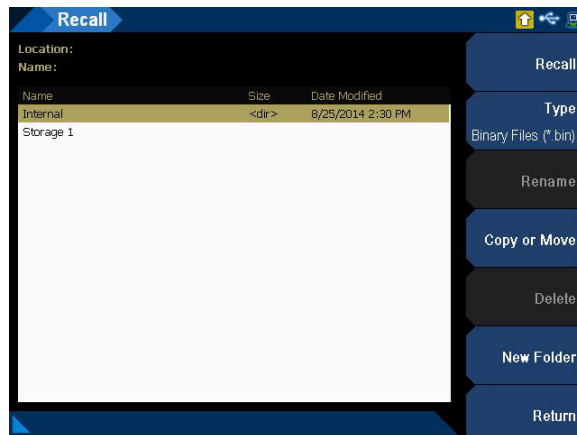 Recall
Location:
Name:
Name Size Date Modified
Internal <dir> 8/25/2014 2:30 PM
Storage 1
Recall
Type
Binary Files (*.bin)
Rename
Copy or Move
Delete
New Folder
Return